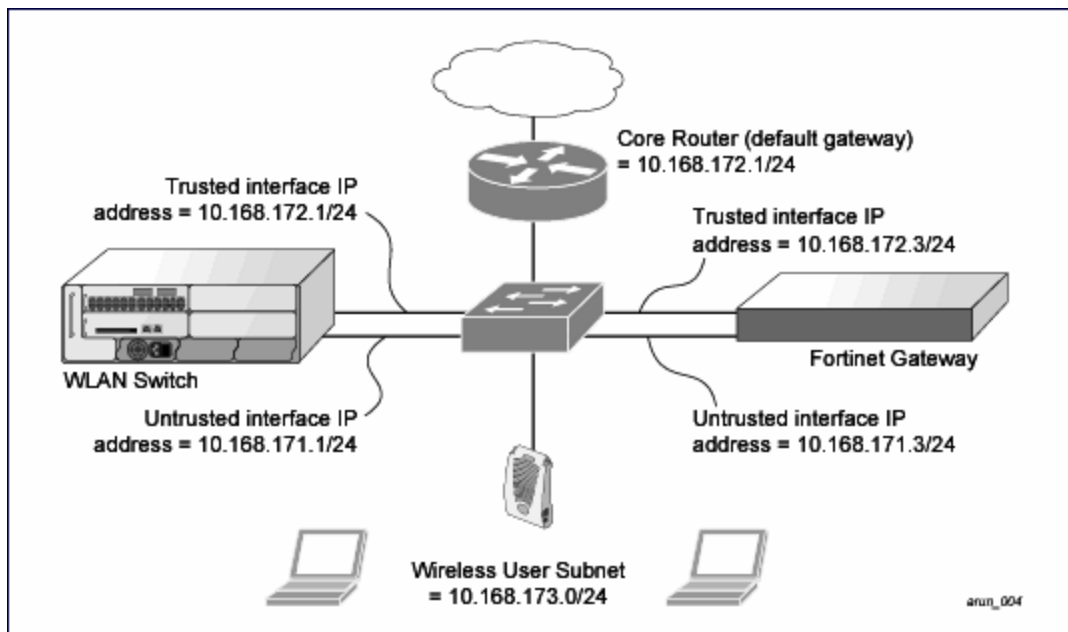 Core Router (default gateway)
= 10.168.172.1/24
Trusted interface IP
address = 10.168.172.1/24
Trusted interface IP
address = 10.168.172.3/24
WLAN Switch
Fortinet Gateway
Untrusted interface IP
address = 10.168.171.1/24
Untrusted interface IP
address = 10.168.171.3/24
Wireless User Subnet
= 10.168.173.0/24
arun_004